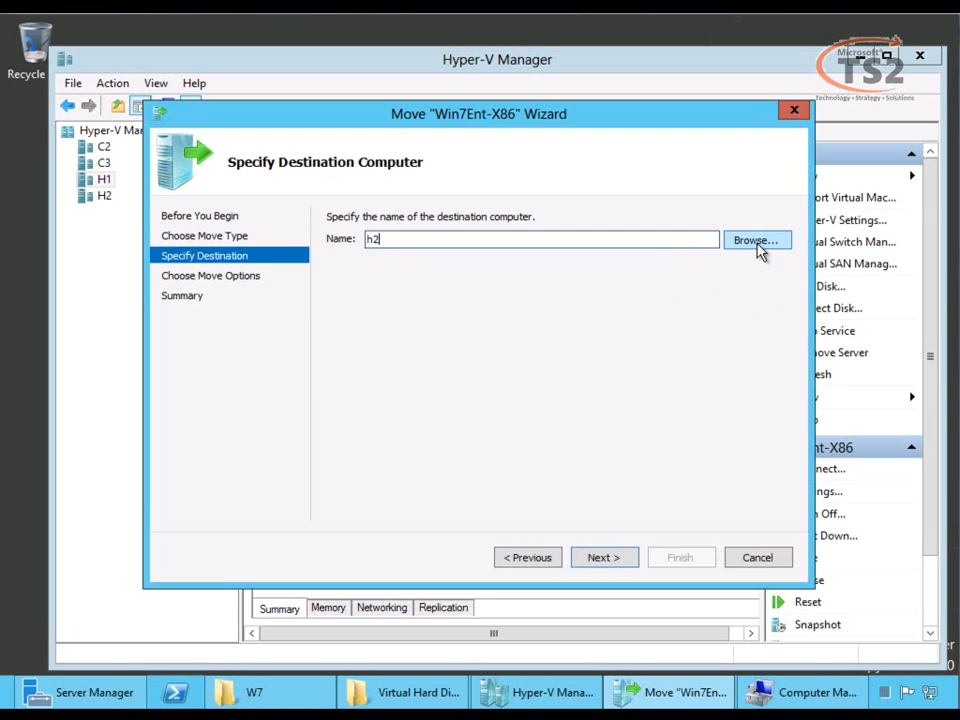 Recycle
Hyper-V Manager
Microsoft
TS2
Technology • Strategy • Solutions
File Action View Help
Move "Win7Ent-X86" Wizard
Hyper-V Mar
C2
C3
H1
H2
Specify Destination Computer
Before You Begin
Choose Move Type
Specify Destination
Choose Move Options
Summary
Specify the name of the destination computer.
Name: h2 Browse...
ort Virtual Mac...
er-V Settings...
ual Switch Man...
ual SAN Manag...
Disk...
ect Disk...
o Service
nove Server
esh
nt-X86
nnect...
ngs...
n Off...
t Down...
se
Reset
Snapshot
< Previous Next > Finish Cancel
Summary Memory Networking Replication
Server Manager W7 Virtual Hard Di... Hyper-V Mana... Move "Win7En... Computer Ma...